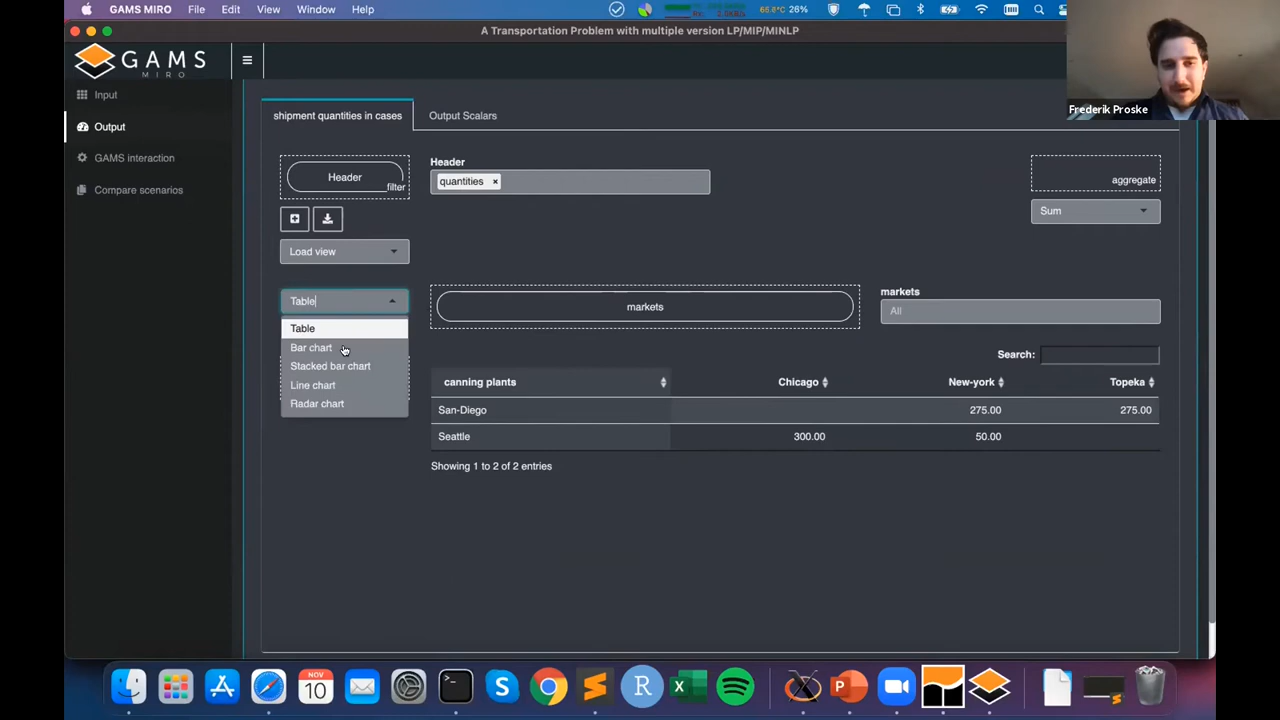 GAMS MIRO File Edit View Window Help
66.8°C 26%
A Transportation Problem with multiple version LP/MIP/MINLP
GAMS
MIRO
Frederik Proske
Input
Output
GAMS interaction
Compare scenarios
shipment quantities in cases
Output Scalars
Header
filter
Header
quantities ×
aggregate
Sum
Load view
Table
Table
Bar chart
Stacked bar chart
Line chart
Radar chart
markets
markets
All
Search:
canning plants Chicago New-york Topeka
San-Diego 275.00 275.00
Seattle 300.00 50.00
Showing 1 to 2 of 2 entries
NOV
10